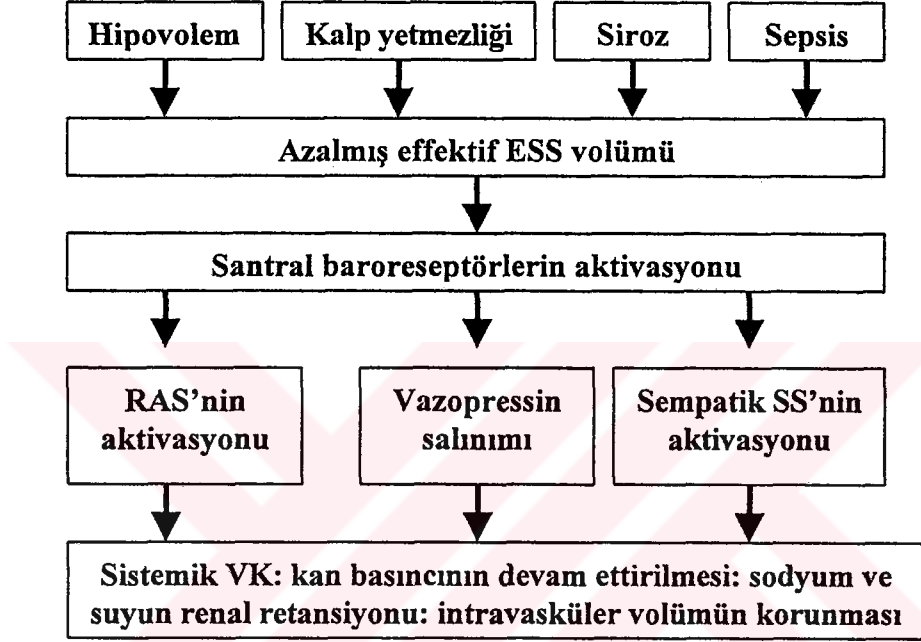 Hipovolem Kalp yetmezliği Siroz Sepsis
Azalmış effektif ESS volümü
Santral baroreseptörlerin aktivasyonu
RAS'nin Vazopressin Sempatik SS'nin
aktivasyonu salınımı aktivasyonu
Sistemik VK: kan basıncının devam ettirilmesi: sodyum ve
suyun renal retansiyonu: intravasküler volümün korunması